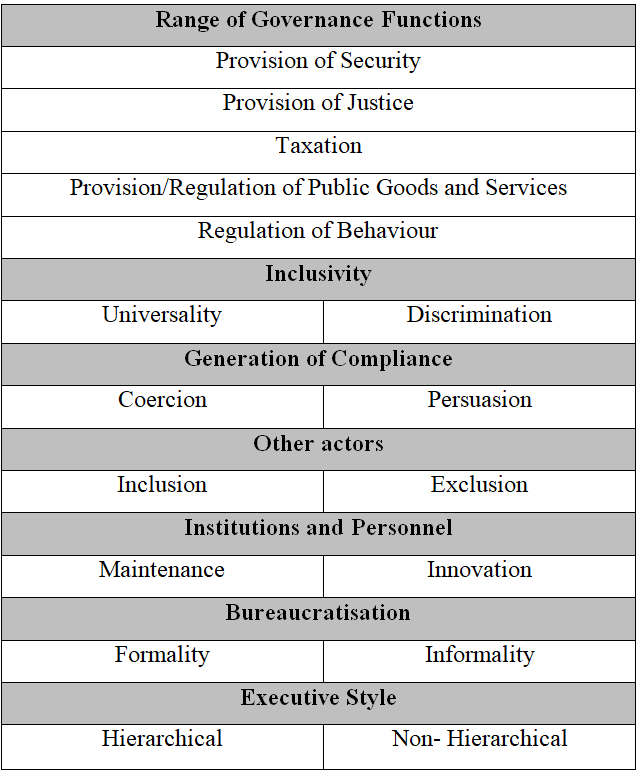 Range of Governance Functions
Provision of Security
Provision of Justice
Taxation
Provision/Regulation of Public Goods and Services
Regulation of Behaviour
Inclusivity
Universality Discrimination
Generation of Compliance
Coercion Persuasion
Other actors
Inclusion Exclusion
Institutions and Personnel
Maintenance Innovation
Bureaucratisation
Formality Informality
Executive Style
Hierarchical Non- Hierarchical